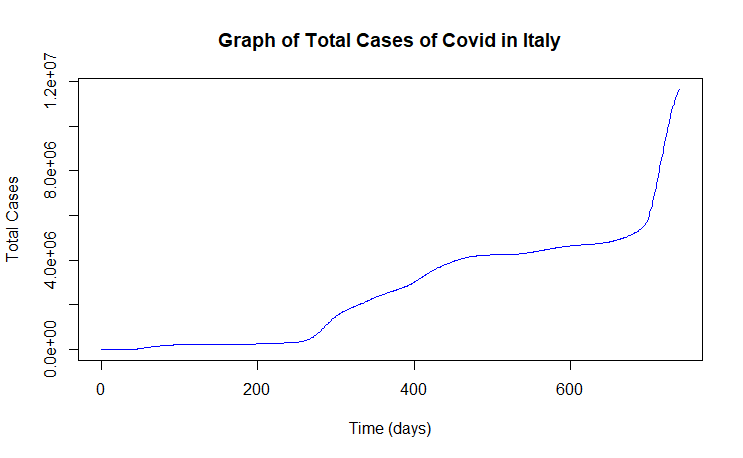 Graph of Total Cases of Covid in Italy
Total Cases
1.2e+07
8.0e+06
4.0e+06
0.0e+00
0 200 400 600
Time (days)